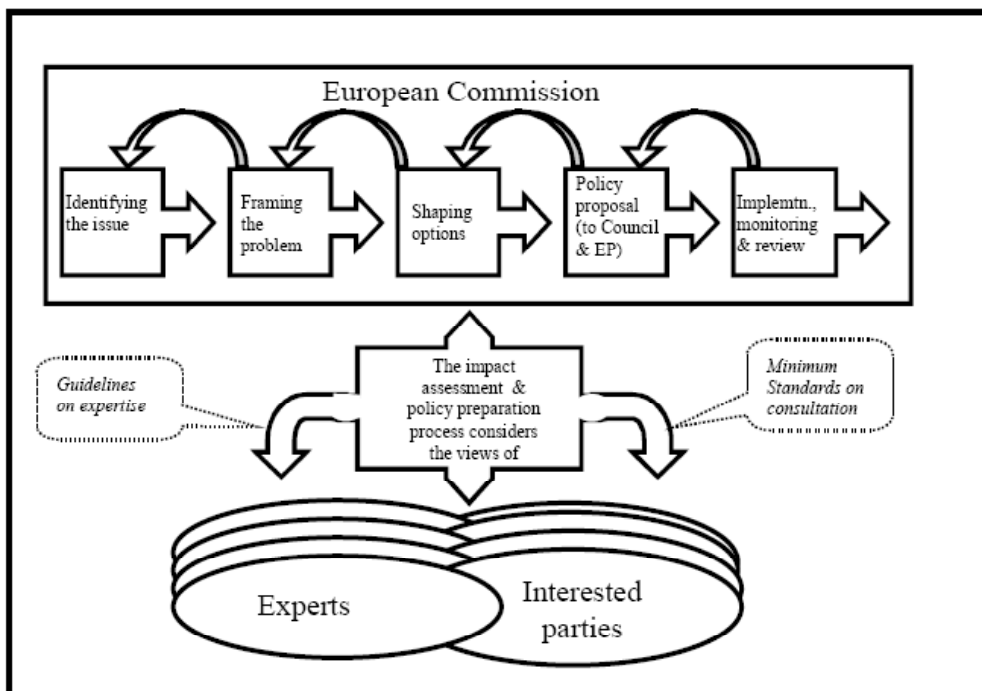 European Commission
Identifying
the issue
Framing
the
problem
Shaping
options
Policy
proposal
(to Council
& EP)
Implemtn.,
monitoring
& review
Guidelines
on expertise
The impact
assessment &
policy preparation
process considers
the views of
Minimum
Standards on
consultation
Experts
Interested
parties